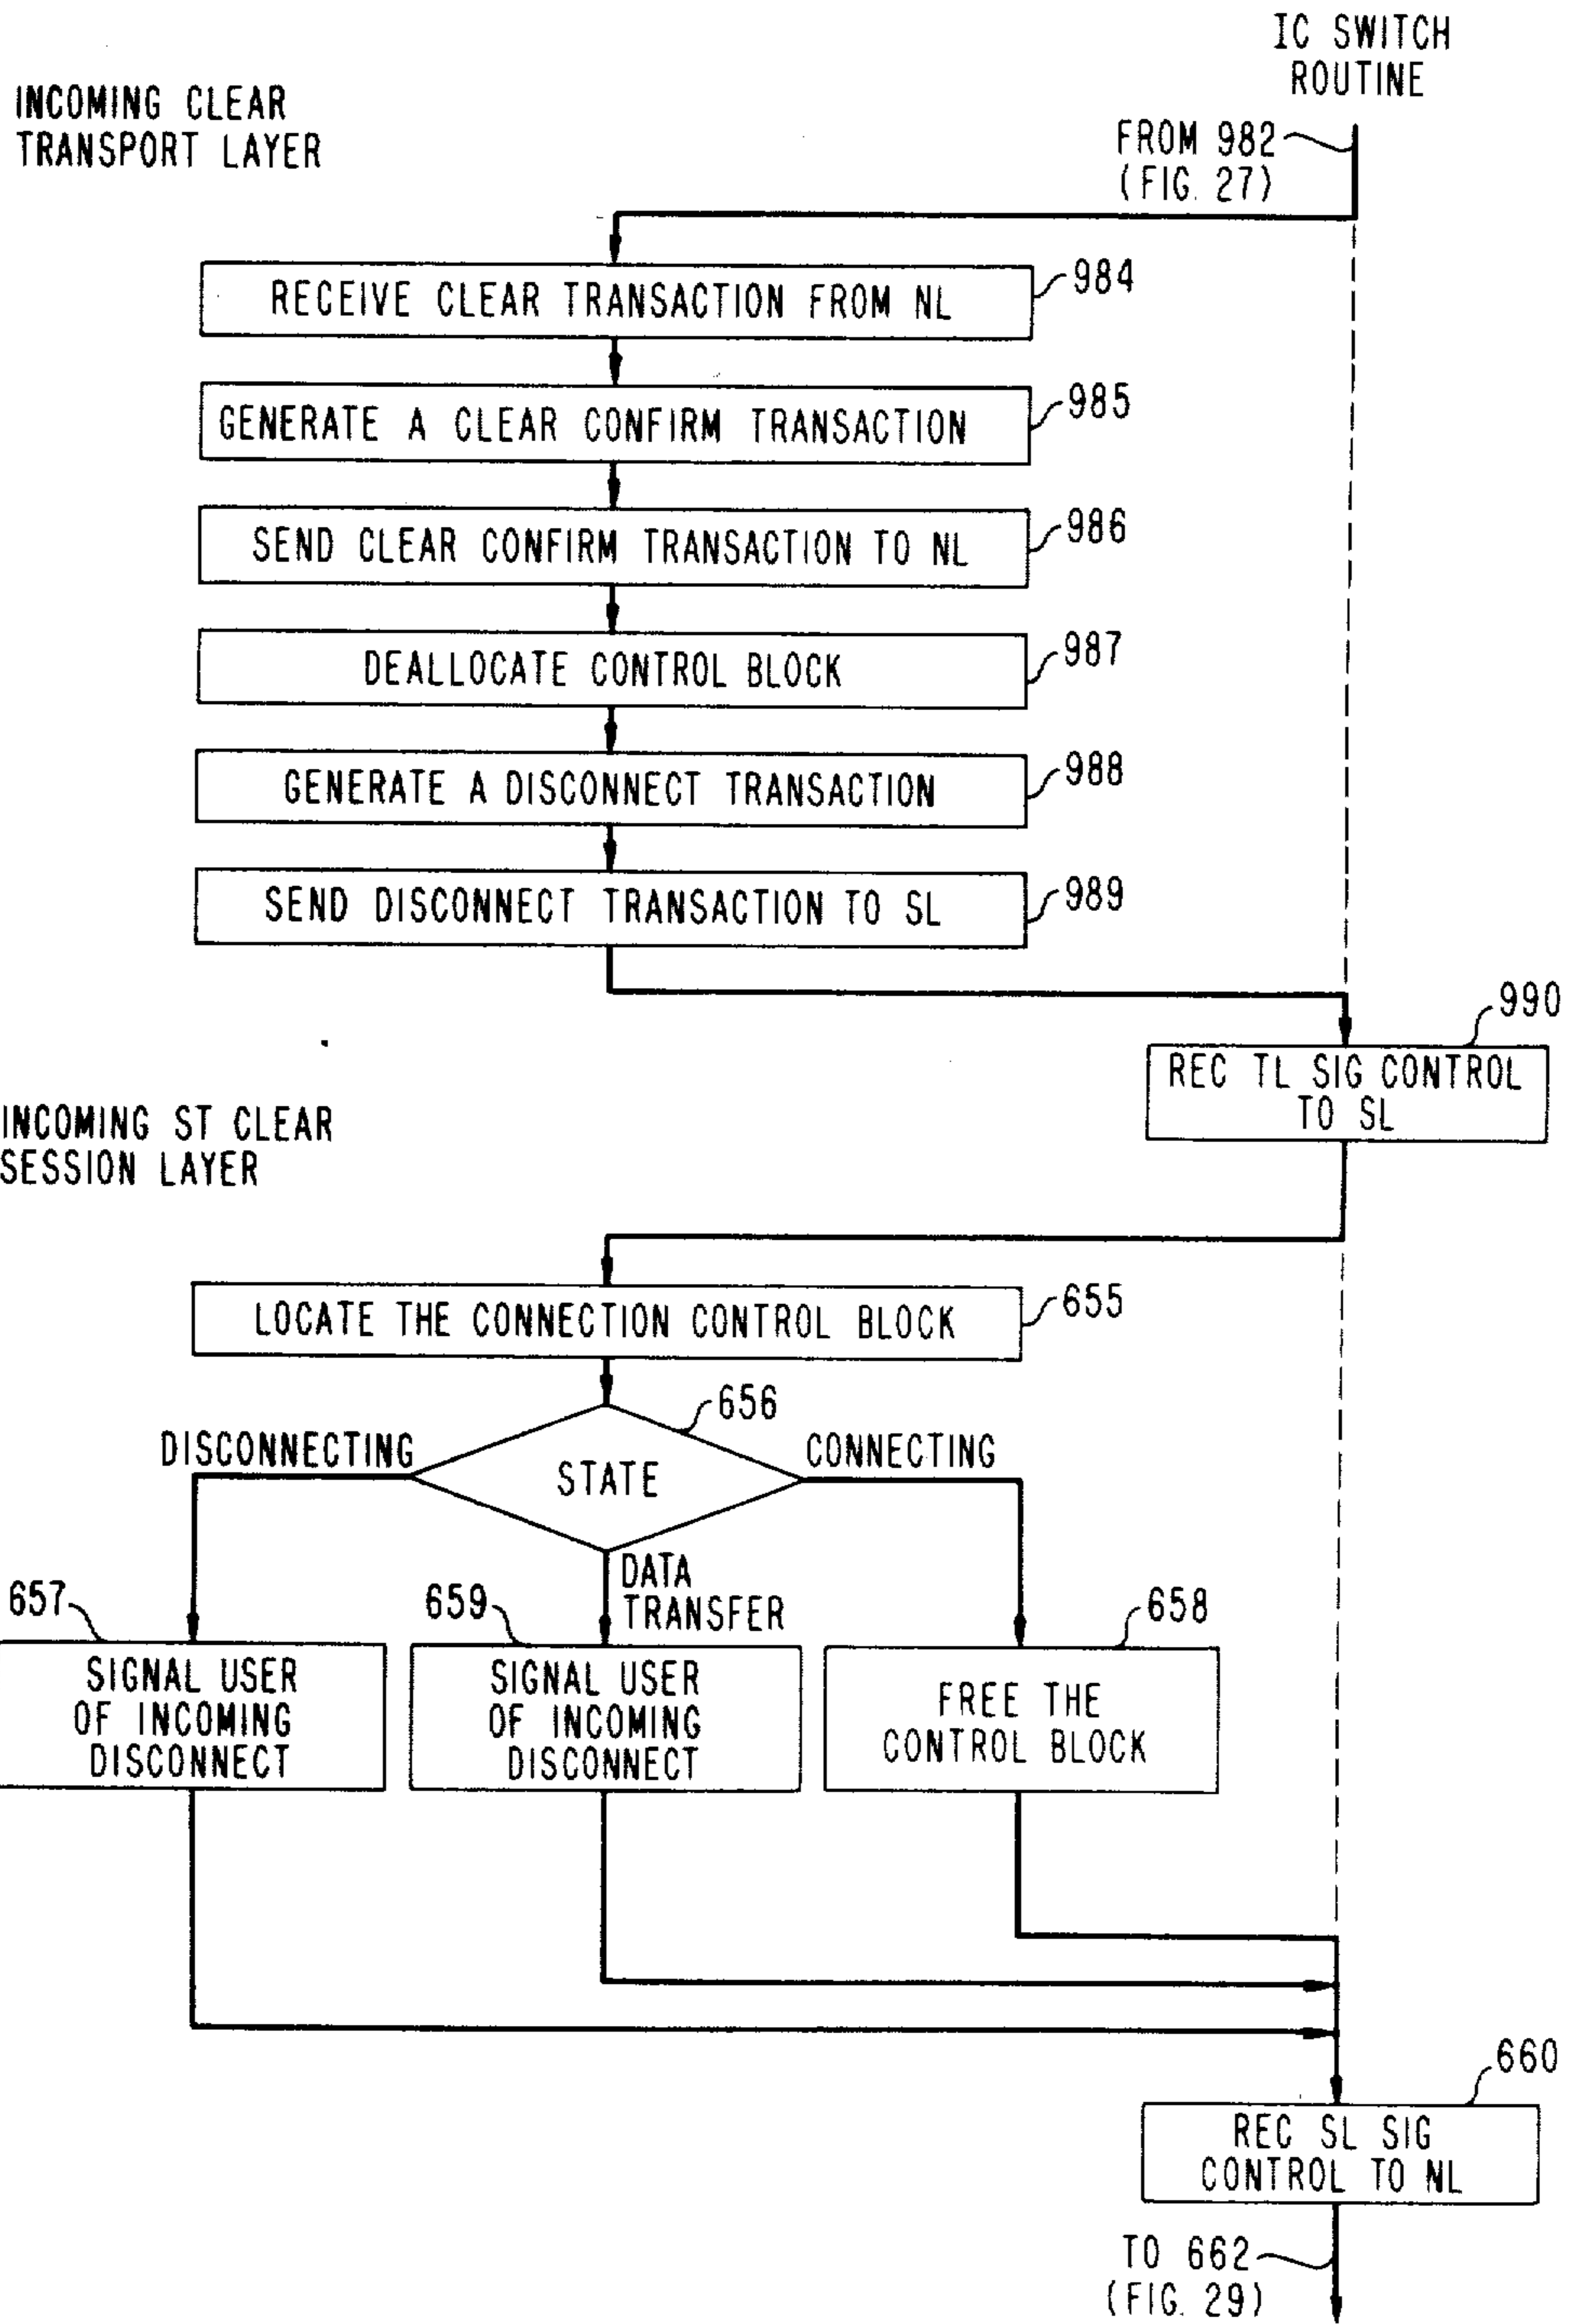 IC SWITCH
ROUTINE
INCOMING CLEAR
TRANSPORT LAYER
FROM 982
(FIG. 27)
RECEIVE CLEAR TRANSACTION FROM NL
984
GENERATE A CLEAR CONFIRM TRANSACTION
985
SEND CLEAR CONFIRM TRANSACTION TO NL
986
DEALLOCATE CONTROL BLOCK
987
GENERATE A DISCONNECT TRANSACTION
988
SEND DISCONNECT TRANSACTION TO SL
989
990
REC TL SIG CONTROL
TO SL
INCOMING ST CLEAR
SESSION LAYER
LOCATE THE CONNECTION CONTROL BLOCK
655
656
DISCONNECTING
STATE
CONNECTING
DATA
TRANSFER
657
SIGNAL USER
OF INCOMING
DISCONNECT
659
SIGNAL USER
OF INCOMING
DISCONNECT
658
FREE THE
CONTROL BLOCK
660
REC SL SIG
CONTROL TO NL
TO 662
(FIG. 29)